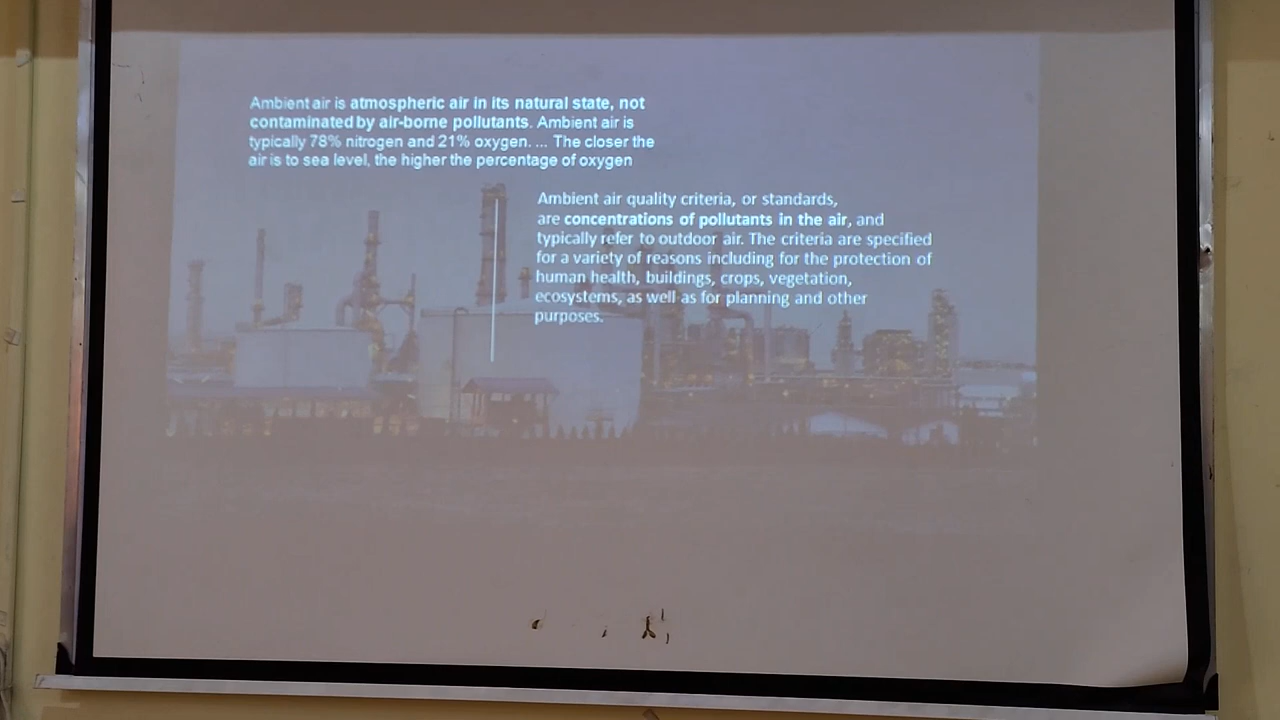 Ambient air is atmospheric air in its natural state, not
contaminated by air-borne pollutants. Ambient air is
typically 78% nitrogen and 21% oxygen. ... The closer the
air is to sea level, the higher the percentage of oxygen
Ambient air quality criteria, or standards,
are concentrations of pollutants in the air, and
typically refer to outdoor air. The criteria are specified
for a variety of reasons including for the protection of
human health, buildings, crops, vegetation,
ecosystems, as well as for planning and other
purposes.